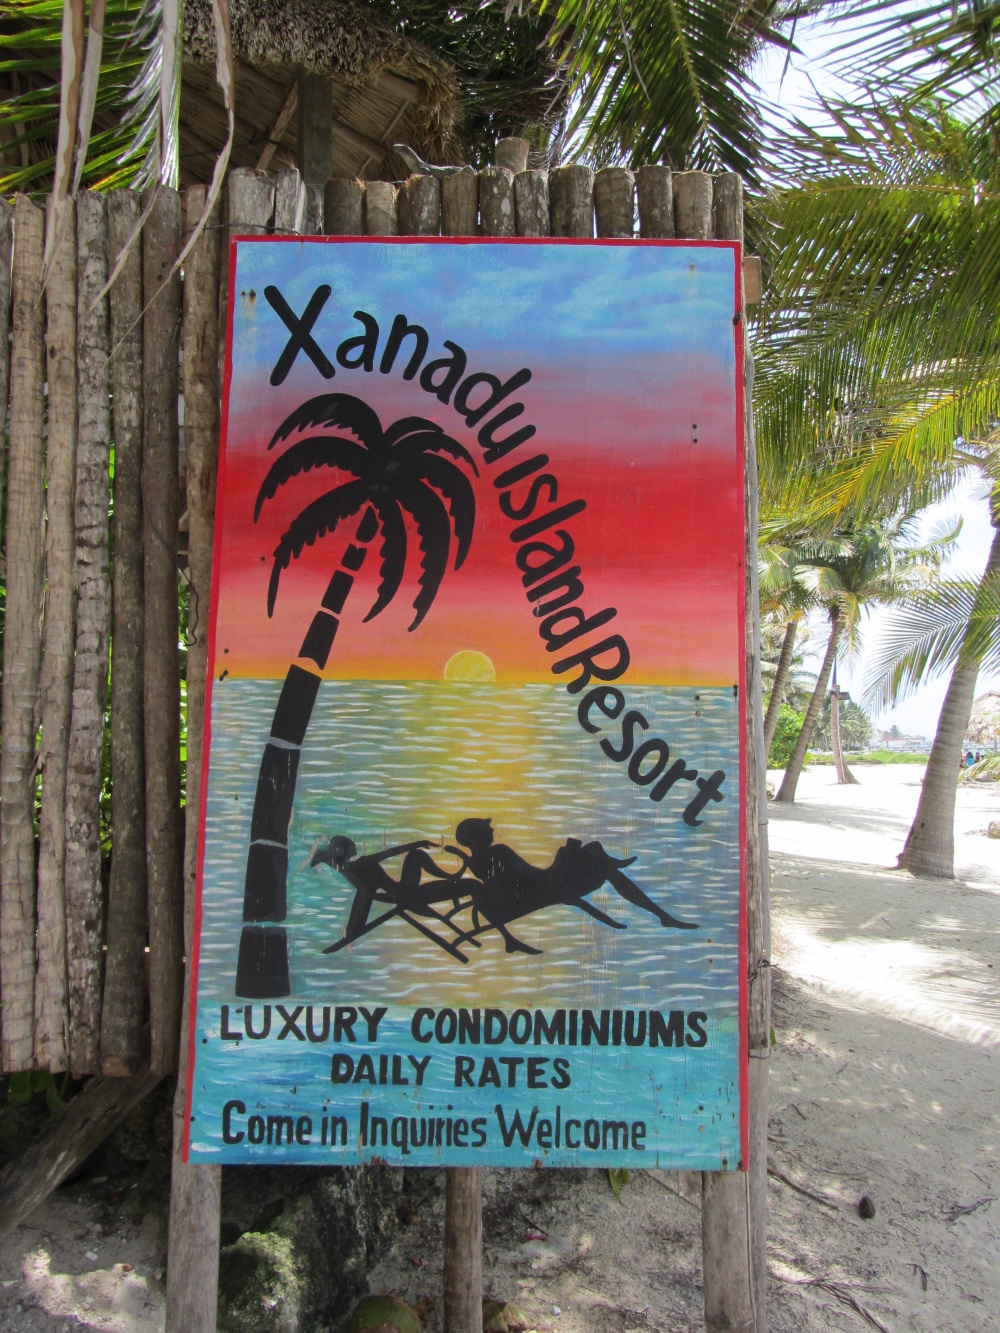 Xanadu Island Resort
LUXURY CONDOMINIUMS
DAILY RATES
Come in Inquiries Welcome